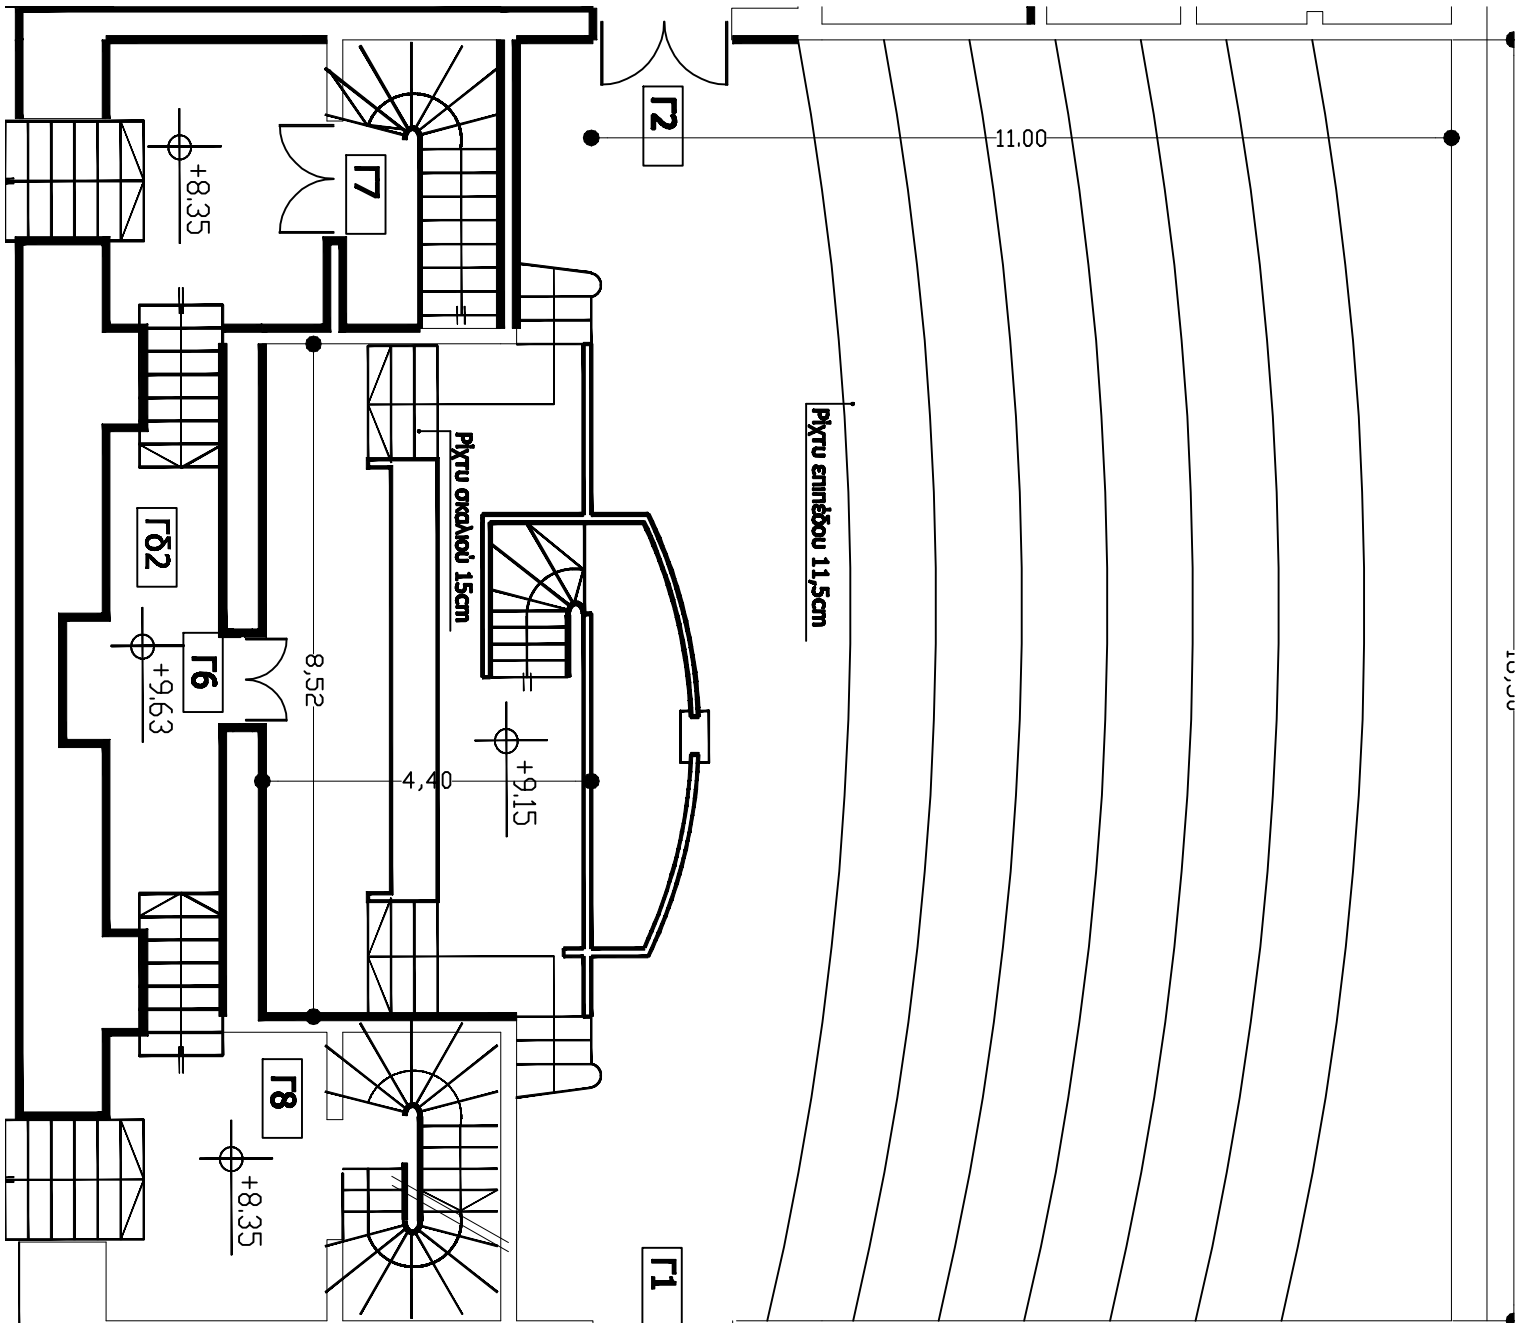 Γ2
11.00
Γ7
+8.35
Ρίχτυ επιπέδου 11,5cm
Ρίχτυ σκαλιού 15cm
Γδ2
Γ6
+9.63
8,52
+9.15
4,40
Γ8
+8.35
Γ1